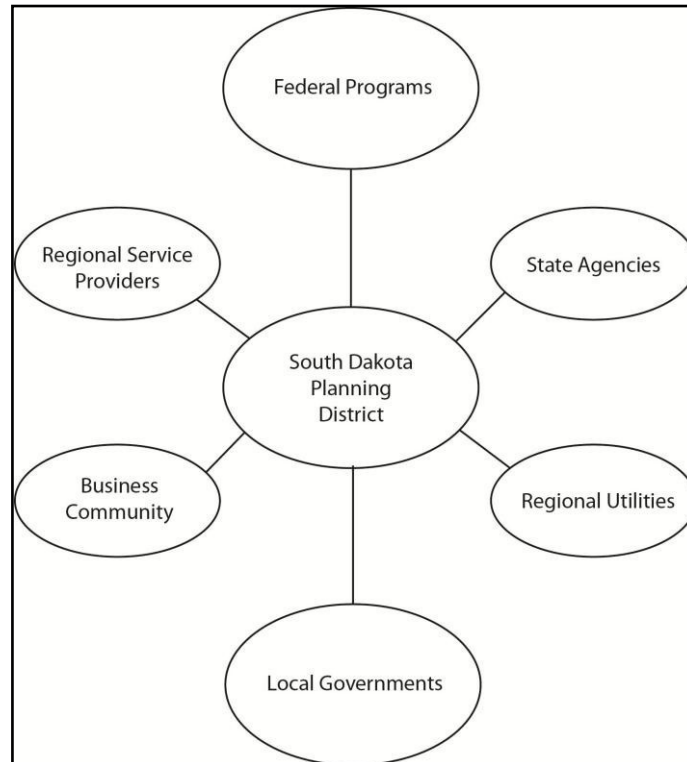 Federal Programs
Regional Service
Providers
State Agencies
South Dakota
Planning
District
Business
Community
Regional Utilities
Local Governments